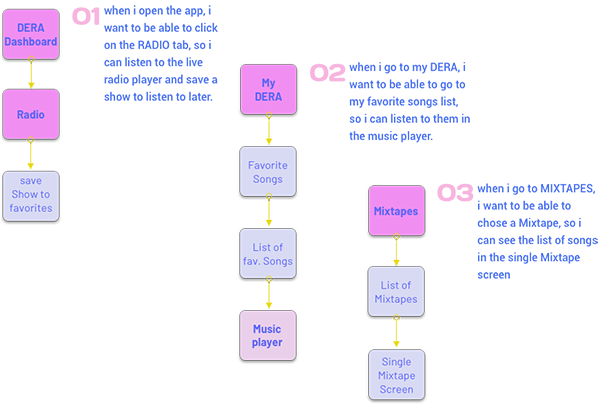 DERA
Dashboard
Radio
save
Show to
favorites
01
when i open the app, i
want to be able to click
on the RADIO tab, so i
can listen to the live
radio player and save a
show to listen to later.
My
DERA
Favorite
Songs
List of
fav. Songs
Music
player
02
when i go to my DERA, i
want to be able to go to
my favorite songs list,
so i can listen to them in
the music player.
Mixtapes
List of
Mixtapes
Single
Mixtape
Screen
03
when i go to MIXTAPES,
i want to be able to
chose a Mixtape, so i
can see the list of songs
in the single Mixtape
screen